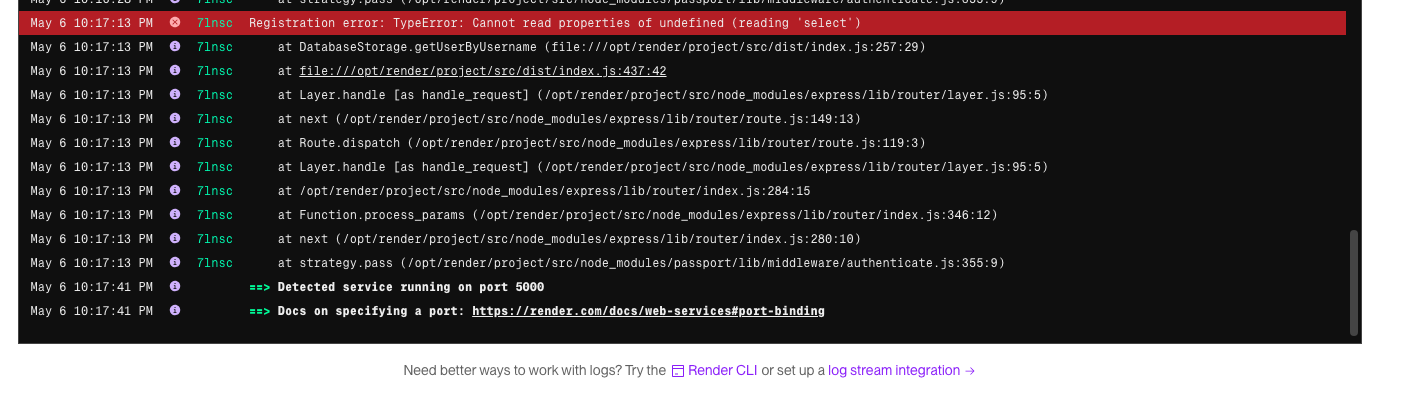 May 6 10:17:13 PM 7lnsc Registration error: TypeError: Cannot read properties of undefined (reading 'select')
May 6 10:17:13 PM 7lnsc at DatabaseStorage.getUserByUsername (file:///opt/render/project/src/dist/index.js:257:29)
May 6 10:17:13 PM 7lnsc at file:///opt/render/project/src/dist/index.js:437:42
May 6 10:17:13 PM 7lnsc at Layer.handle [as handle_request] (/opt/render/project/src/node_modules/express/lib/router/layer.js:95:5)
May 6 10:17:13 PM 7lnsc at next (/opt/render/project/src/node_modules/express/lib/router/route.js:149:13)
May 6 10:17:13 PM 7lnsc at Route.dispatch (/opt/render/project/src/node_modules/express/lib/router/route.js:119:3)
May 6 10:17:13 PM 7lnsc at Layer.handle [as handle_request] (/opt/render/project/src/node_modules/express/lib/router/layer.js:95:5)
May 6 10:17:13 PM 7lnsc at /opt/render/project/src/node_modules/express/lib/router/index.js:284:15
May 6 10:17:13 PM 7lnsc at Function.process_params (/opt/render/project/src/node_modules/express/lib/router/index.js:346:12)
May 6 10:17:13 PM 7lnsc at next (/opt/render/project/src/node_modules/express/lib/router/index.js:280:10)
May 6 10:17:13 PM 7lnsc at strategy.pass (/opt/render/project/src/node_modules/passport/lib/middleware/authenticate.js:355:9)
May 6 10:17:41 PM ==> Detected service running on port 5000
May 6 10:17:41 PM ==> Docs on specifying a port: https://render.com/docs/web-services#port-binding
Need better ways to work with logs? Try the Render CLI or set up a log stream integration →